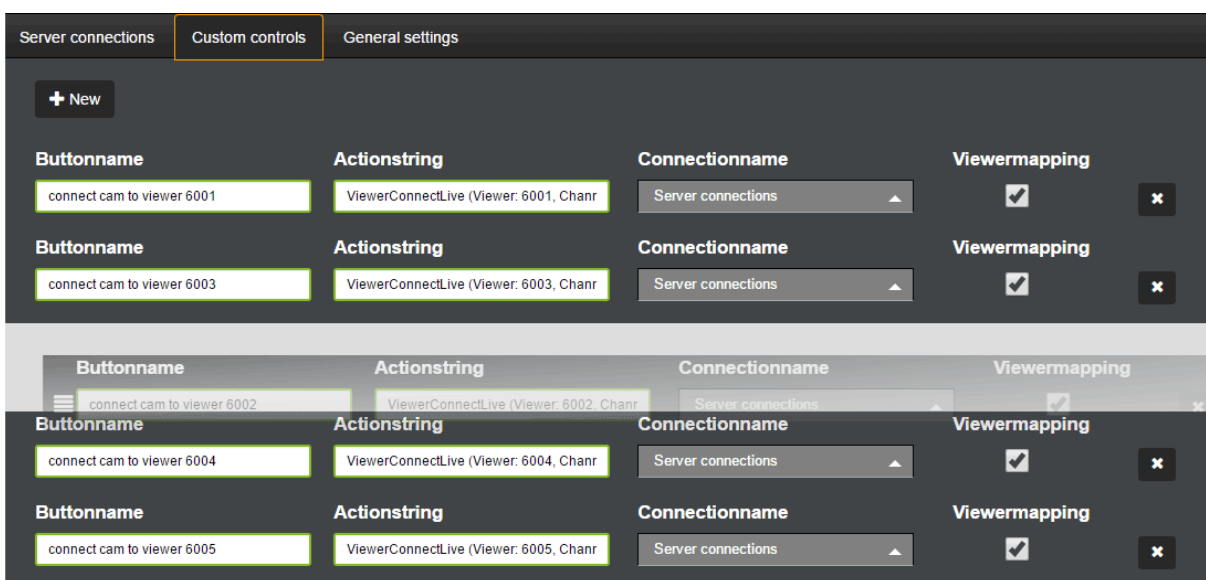 Server connections Custom controls General settings
New
Buttonname Actionstring Connectionname Viewermapping
connect cam to viewer 6001 ViewerConnectLive (Viewer: 6001, Chanr Server connections
Buttonname Actionstring Connectionname Viewermapping
connect cam to viewer 6003 ViewerConnectLive (Viewer: 6003, Chanr Server connections
Buttonname Actionstring Connectionname Viewermapping
connect cam to viewer 6002 ViewerConnectLive (Viewer: 6002, Chanr Server connections
Buttonname Actionstring Connectionname Viewermapping
connect cam to viewer 6004 ViewerConnectLive (Viewer: 6004, Chanr Server connections
Buttonname Actionstring Connectionname Viewermapping
connect cam to viewer 6005 ViewerConnectLive (Viewer: 6005, Chanr Server connections